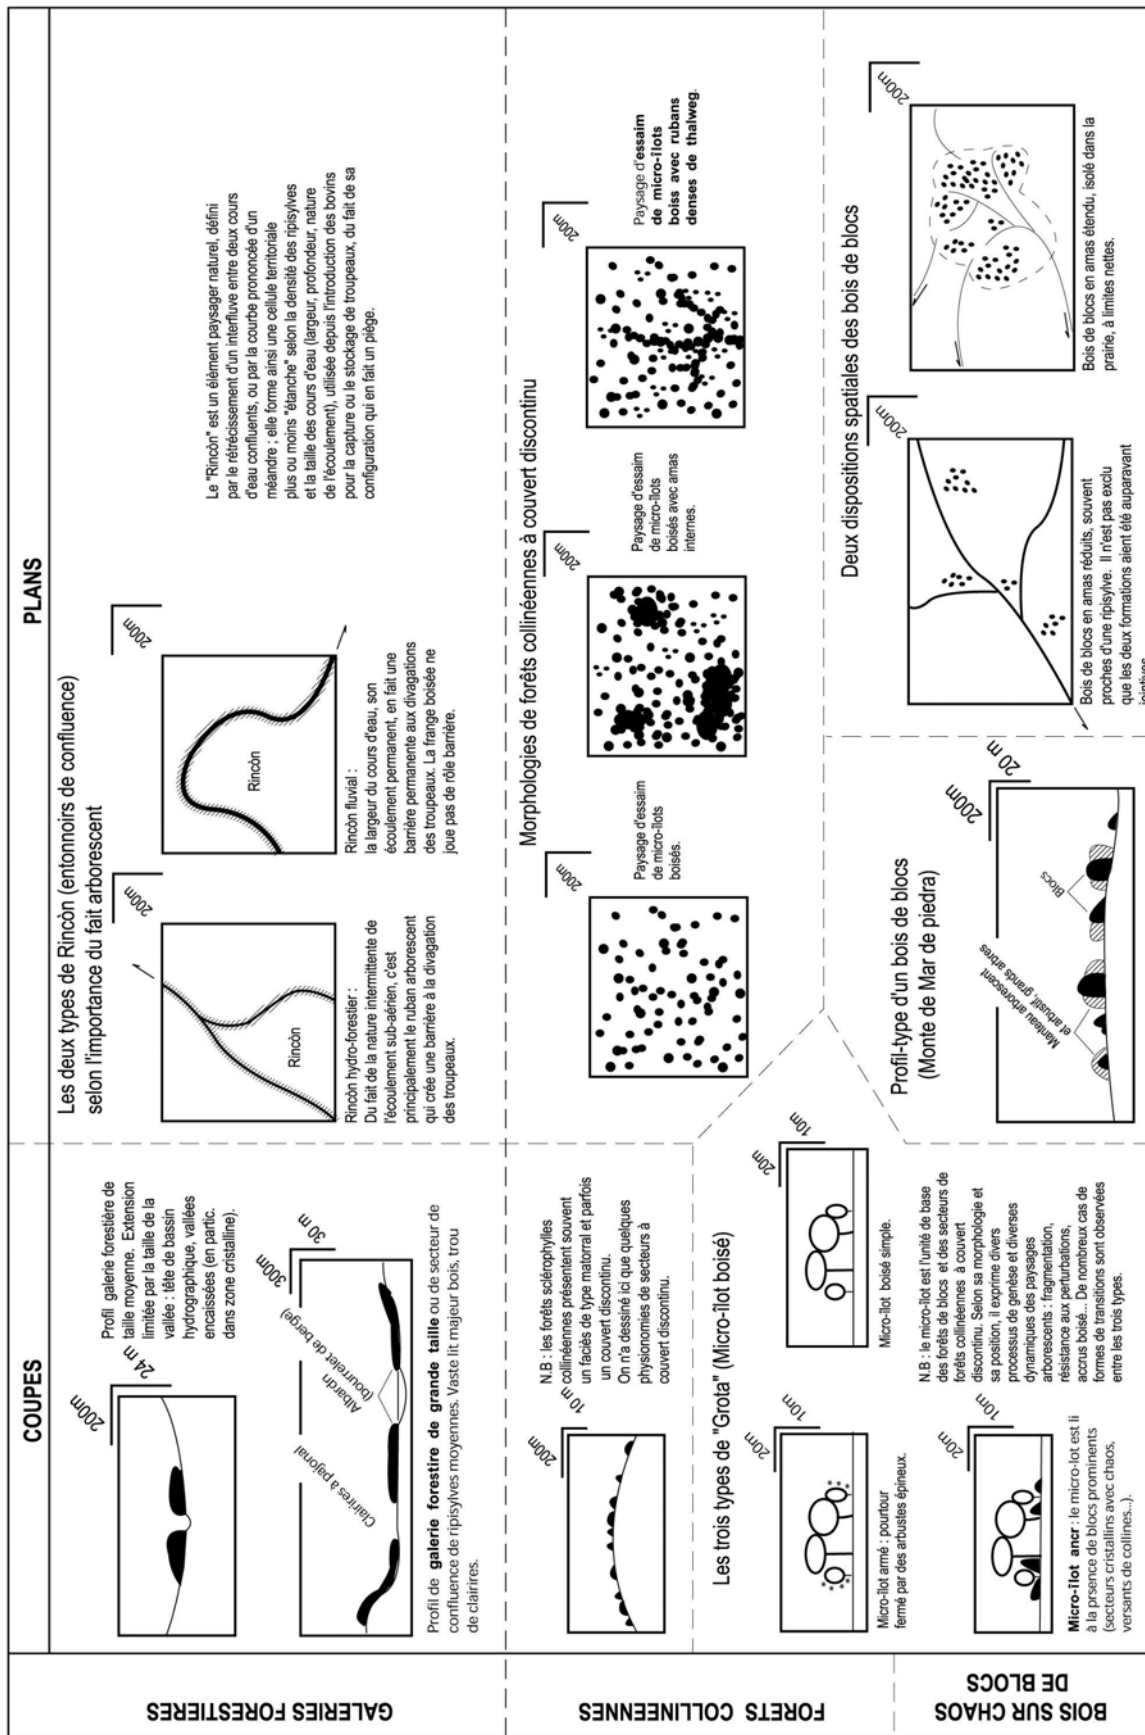 COUPES
PLANS
GALERIES FORESTIERES
Profil galerie forestière de
taille moyenne. Extension
limitée par la taille de la
vallée : tête de bassin
hydrographique, vallées
encaissées (en partic.
dans zone cristalline).
200m
24 m
300m
30 m
Clairires à pajonal
Albardn
(bourrelet de berge)
Profil de galerie forestire de grande taille ou de secteur de
confluence de ripisylves moyennes. Vaste lit majeur bois, trou
de clairires.
Les deux types de Rincòn (entonnoirs de confluence)
selon l'importance du fait arborescent
200m
Rincòn
Rincòn hydro-forestier :
Du fait de la nature intermittente de
l'écoulement sub-aérien, c'est
principalement le ruban arborescent
qui crée une barrière à la divagation
des troupeaux.
200m
Rincòn
Rincòn fluvial :
la largeur du cours d'eau, son
écoulement permanent, en fait une
barrière permanente aux divagations
des troupeaux. La frange boisée ne
joue pas de rôle barrière.
Le "Rincòn" est un élément paysager naturel, défini
par le rétrécissement d'un interfluve entre deux cours
d'eau confluents, ou par la courbe prononcée d'un
méandre ; elle forme ainsi une cellule territoriale
plus ou moins "étanche" selon la densité des ripisylves
et la taille des cours d'eau (largeur, profondeur, nature
de l'écoulement), utilisée depuis l'introduction des bovins
pour la capture ou le stockage de troupeaux, du fait de sa
configuration qui en fait un piège.
FORETS COLLINEENNES
200m
10 m
N.B : les forêts sclérophylles
collinéennes présentent souvent
un faciès de type matorral et parfois
un couvert discontinu.
On n'a dessiné ici que quelques
physionomies de secteurs à
couvert discontinu.
Morphologies de forêts collinéennes à couvert discontinu
200m
Paysage d'essaim
de micro-îlots
boisés.
200m
Paysage d'essaim
de micro-îlots
boisés avec amas
internes.
200m
Paysage d'essaim
de micro-îlots
boiss avec rubans
denses de thalweg.
Les trois types de "Grota" (Micro-îlot boisé)
20m
10m
Micro-îlot armé : pourtour
fermé par des arbustes épineux.
20m
10m
Micro-îlot boisé simple.
BOIS SUR CHAOS
DE BLOCS
20m
10m
Micro-îlot ancr : le micro-lot est li
à la prsence de blocs prominents
(secteurs cristallins avec chaos,
versants de collines...).
N.B : le micro-îlot est l'unité de base
des forêts de blocs et des secteurs de
forêts collinéennes à couvert
discontinu. Selon sa morphologie et
sa position, il exprime divers
processus de genèse et diverses
dynamiques des paysages
arborescents : fragmentation,
résistance aux perturbations,
accrus boisé... De nombreux cas de
formes de transitions sont observées
entre les trois types.
Profil-type d'un bois de blocs
(Monte de Mar de piedra)
200m
20 m
Manteau arborescent
et arbustif, grands arbres
Blocs
Deux dispositions spatiales des bois de blocs
200m
Bois de blocs en amas réduits, souvent
proches d'une ripisylve. Il n'est pas exclu
que les deux formations aient été auparavant
200m
Bois de blocs en amas étendu, isolé dans la
prairie, à limites nettes.